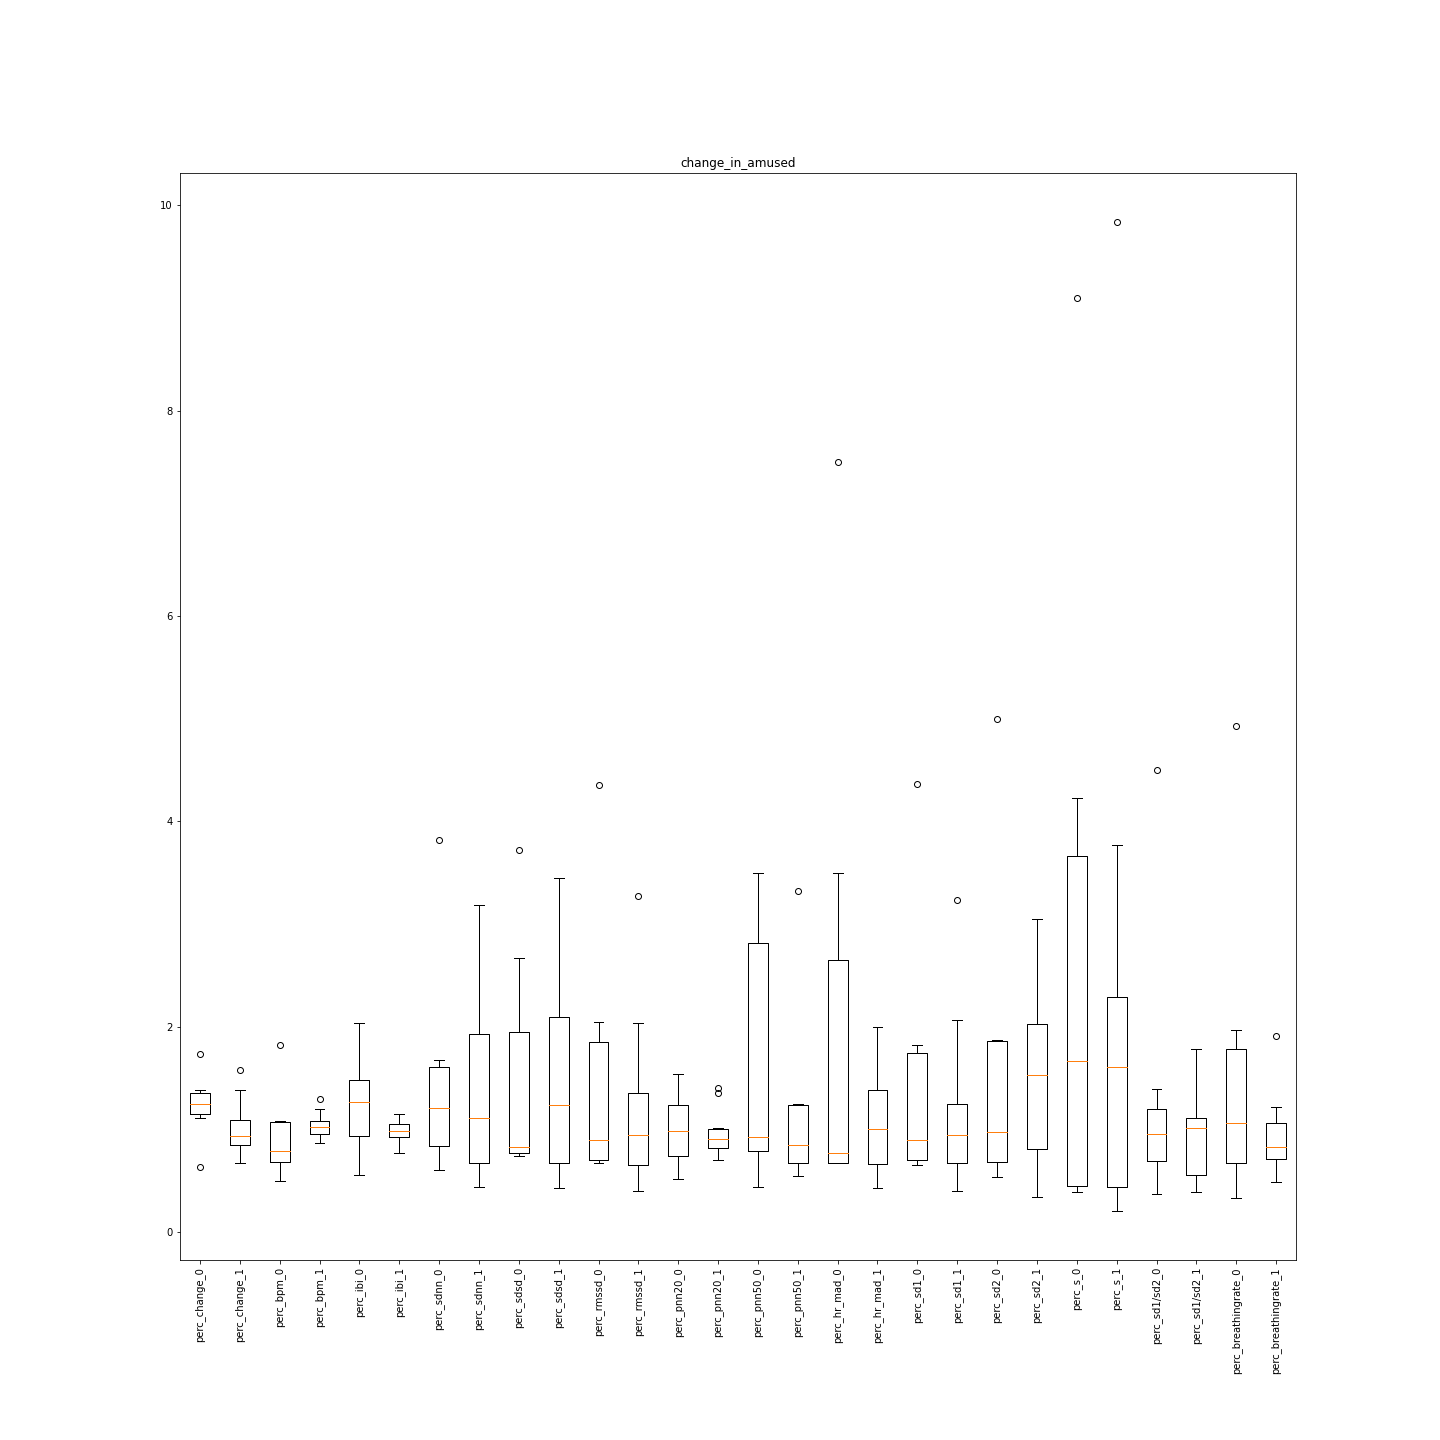 change_in_amused
10
8
6
4
2
0
perc_change_0
perc_change_1
perc_bpm_0
perc_bpm_1
perc_ibi_0
perc_ibi_1
perc_sdnn_0
perc_sdnn_1
perc_sdsd_0
perc_sdsd_1
perc_rmssd_0
perc_rmssd_1
perc_pnn20_0
perc_pnn20_1
perc_pnn50_0
perc_pnn50_1
perc_hr_mad_0
perc_hr_mad_1
perc_sd1_0
perc_sd1_1
perc_sd2_0
perc_sd2_1
perc_s_0
perc_s_1
perc_sd1/sd2_0
perc_sd1/sd2_1
perc_breathingrate_0
perc_breathingrate_1